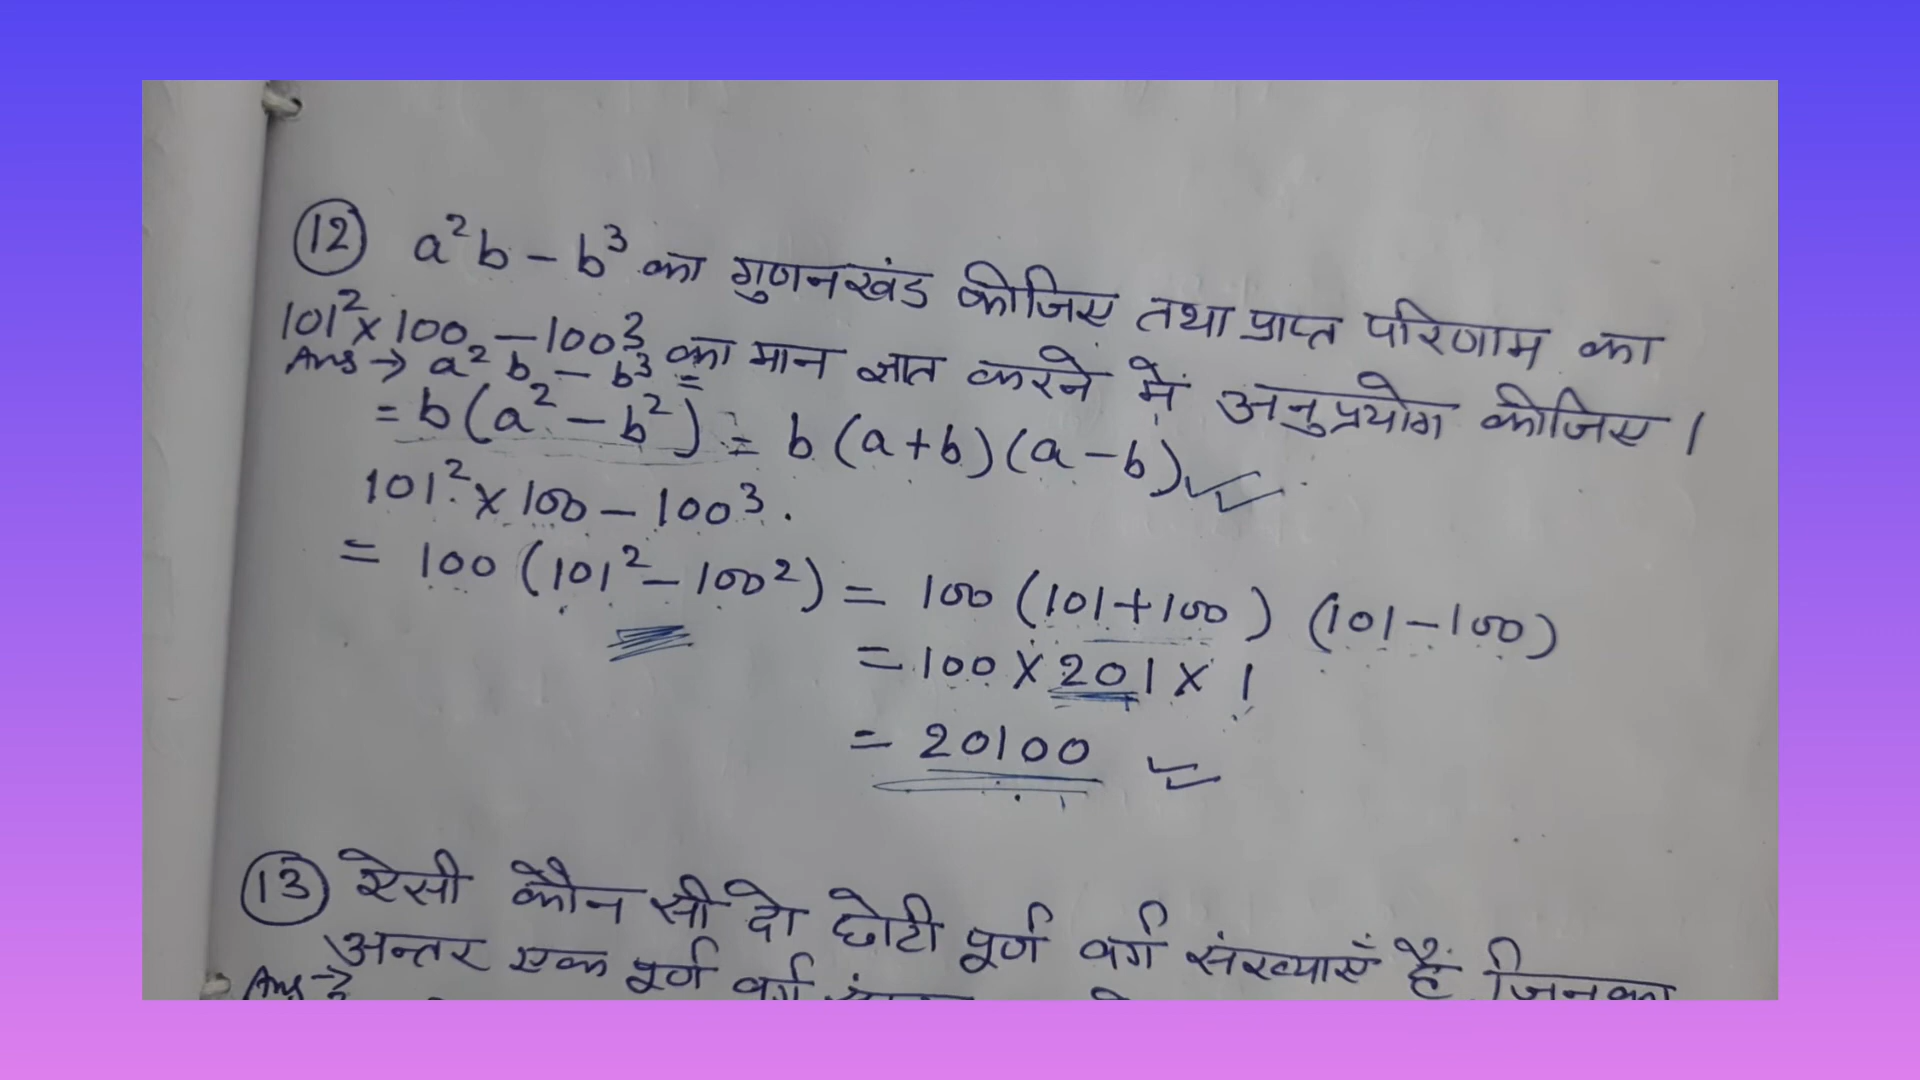 (12) a²b - b³ का गुणनखंड कीजिए तथा प्राप्त परिणाम का
101² × 100 - 100³ का मान ज्ञात करने में अनुप्रयोग कीजिए।
Ans → a² b - b³ =
= b(a² - b²) = b(a+b)(a-b)
101² × 100 - 100³.
= 100 (101² - 100²) = 100 (101+100) (101-100)
= 100 × 201 × 1
= 20100
(13) ऐसी कौन सी दो छोटी पूर्ण वर्ग संख्याएँ हैं जिनका
अन्तर एक पूर्ण वर्ग
Ans →